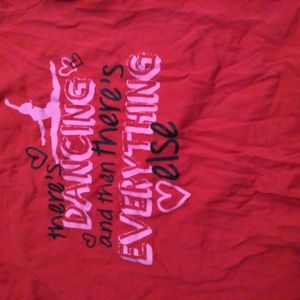 there's
DANCING
and then there's
EVERYTHING
else